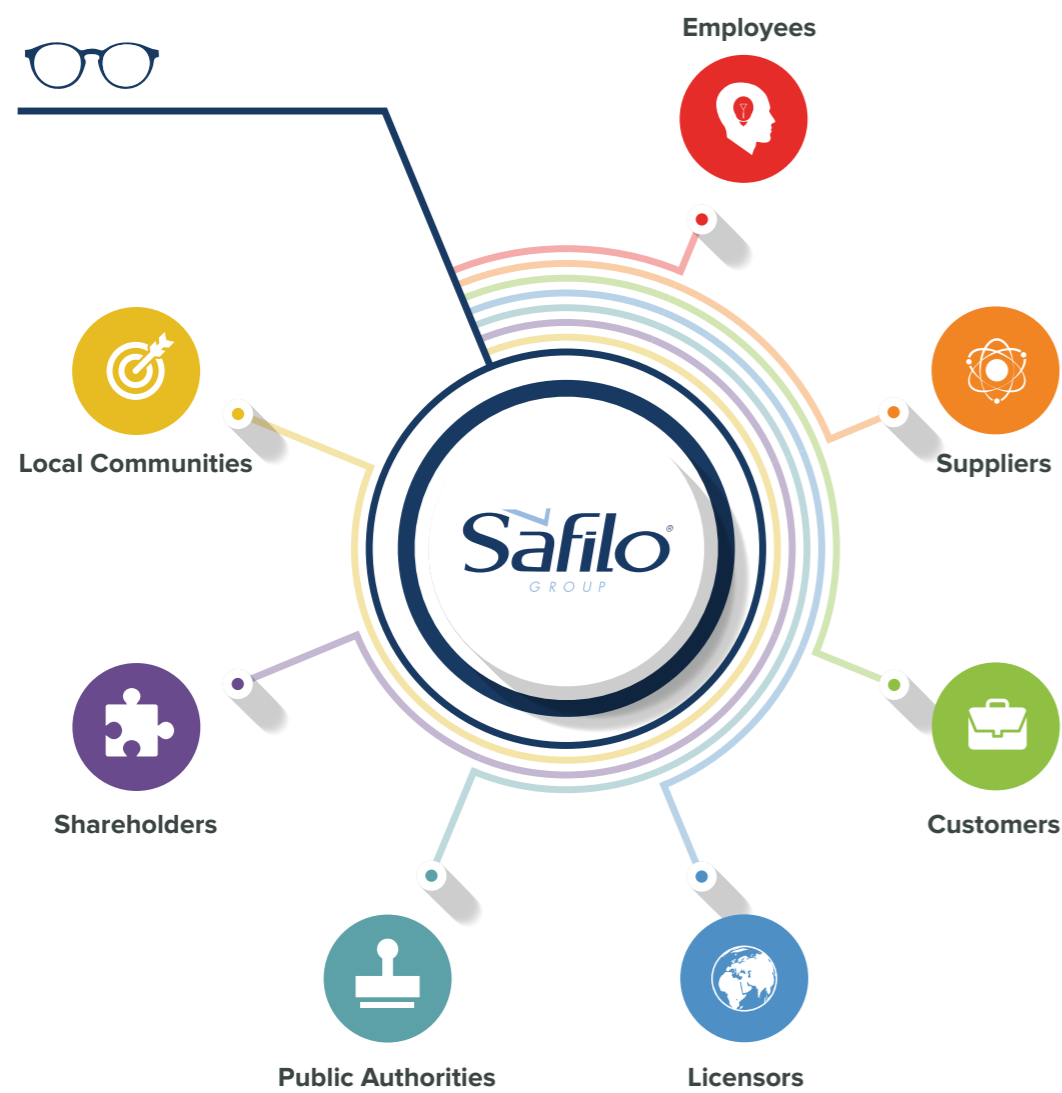 Employees
Suppliers
Local Communities
Safilo®
GROUP
Shareholders
Customers
Public Authorities
Licensors